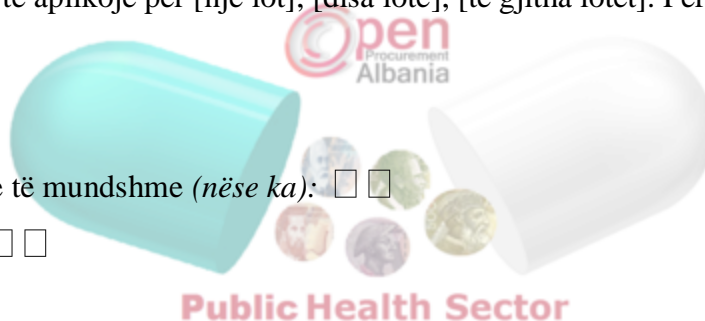 të aplikojë për [një lot], [disa lote], [të gjitha lotet]. Për
Open
Procurement
Albania
e të mundshme (nëse ka): □ □
□ □
Public Health Sector